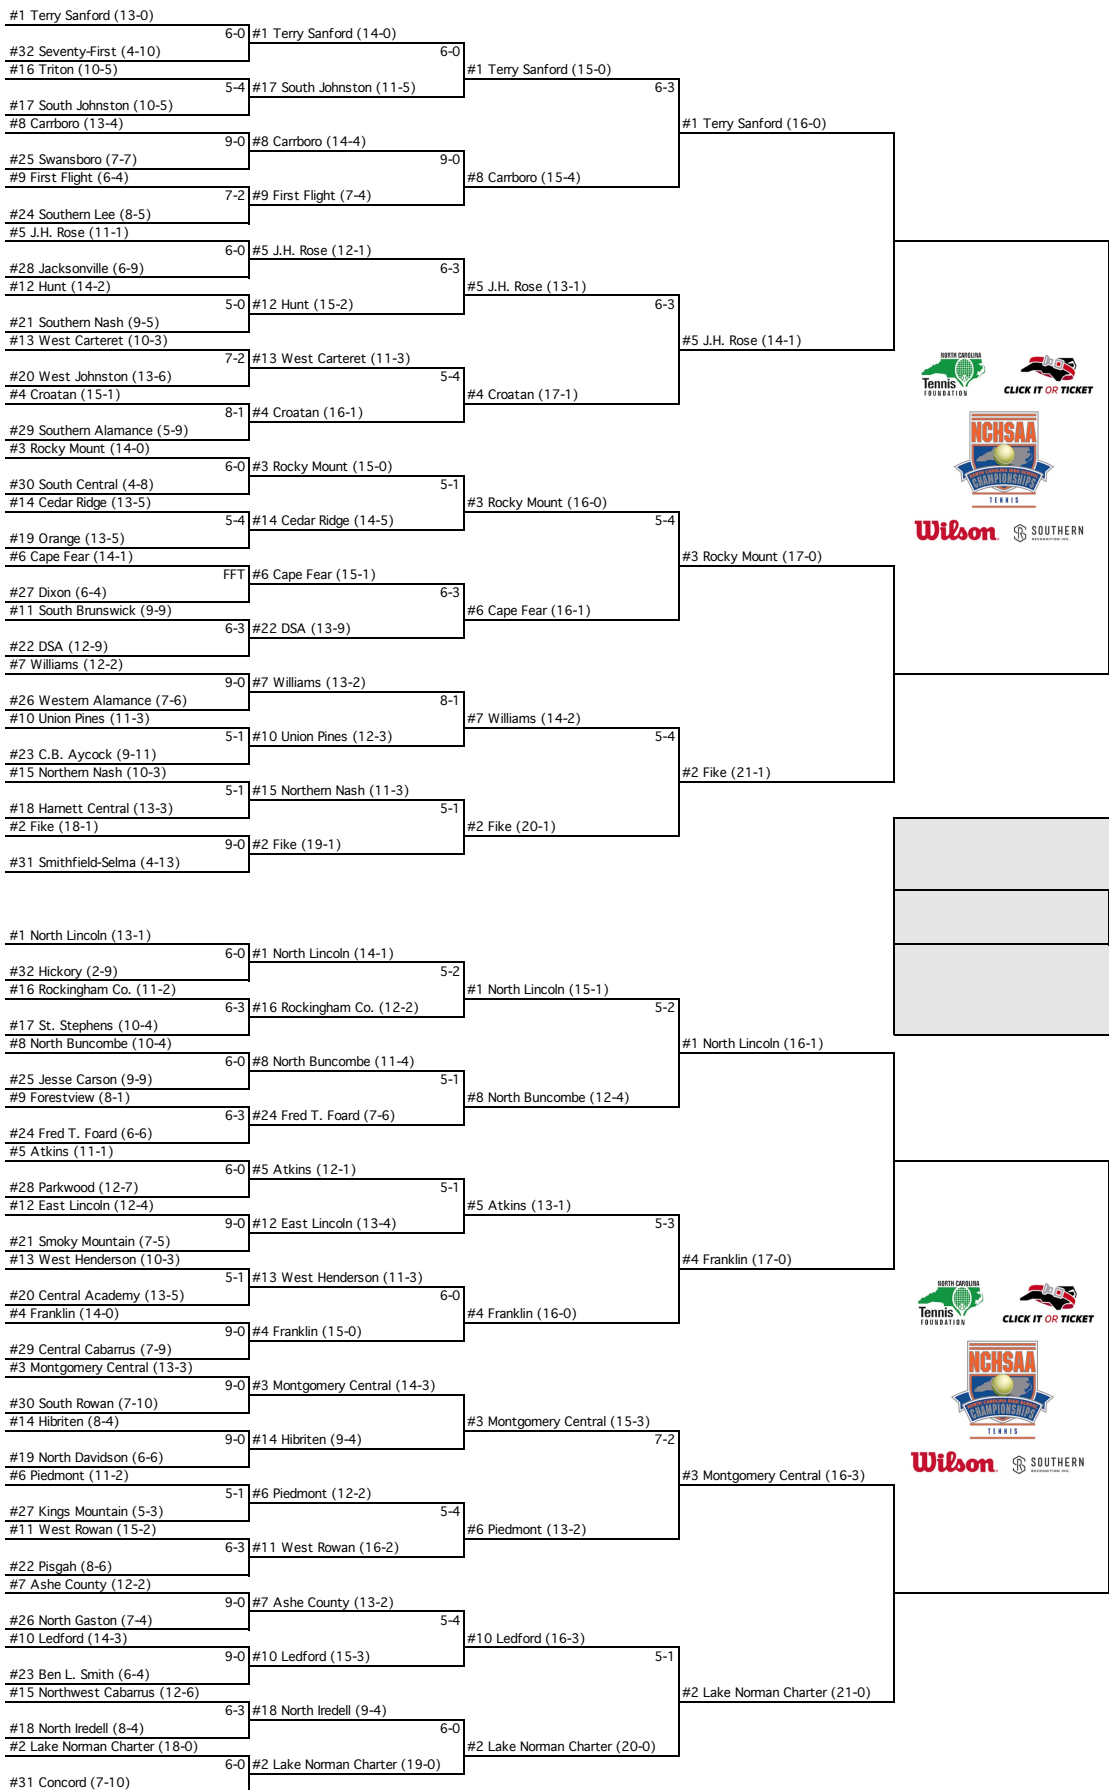 #1 Terry Sanford (13-0)
6-0 #1 Terry Sanford (14-0)
#32 Seventy-First (4-10)
6-0
#16 Triton (10-5)
#1 Terry Sanford (15-0)
5-4 #17 South Johnston (11-5)
6-3
#17 South Johnston (10-5)
#8 Carrboro (13-4)
#1 Terry Sanford (16-0)
9-0 #8 Carrboro (14-4)
#25 Swansboro (7-7)
9-0
#9 First Flight (6-4)
#8 Carrboro (15-4)
7-2 #9 First Flight (7-4)
#24 Southern Lee (8-5)
#5 J.H. Rose (11-1)
6-0 #5 J.H. Rose (12-1)
#28 Jacksonville (6-9)
6-3
#12 Hunt (14-2)
#5 J.H. Rose (13-1)
5-0 #12 Hunt (15-2)
6-3
#21 Southern Nash (9-5)
#13 West Carteret (10-3)
#5 J.H. Rose (14-1)
7-2 #13 West Carteret (11-3)
#20 West Johnston (13-6)
5-4
#4 Croatan (15-1)
#4 Croatan (17-1)
8-1 #4 Croatan (16-1)
#29 Southern Alamance (5-9)
#3 Rocky Mount (14-0)
6-0 #3 Rocky Mount (15-0)
#30 South Central (4-8)
5-1
#14 Cedar Ridge (13-5)
#3 Rocky Mount (16-0)
5-4 #14 Cedar Ridge (14-5)
5-4
#19 Orange (13-5)
#6 Cape Fear (14-1)
#3 Rocky Mount (17-0)
FFT #6 Cape Fear (15-1)
#27 Dixon (6-4)
6-3
#11 South Brunswick (9-9)
#6 Cape Fear (16-1)
6-3 #22 DSA (13-9)
#22 DSA (12-9)
#7 Williams (12-2)
9-0 #7 Williams (13-2)
#26 Western Alamance (7-6)
8-1
#10 Union Pines (11-3)
#7 Williams (14-2)
5-1 #10 Union Pines (12-3)
5-4
#23 C.B. Aycock (9-11)
#15 Northern Nash (10-3)
#2 Fike (21-1)
5-1 #15 Northern Nash (11-3)
#18 Harnett Central (13-3)
5-1
#2 Fike (18-1)
#2 Fike (20-1)
9-0 #2 Fike (19-1)
#31 Smithfield-Selma (4-13)
NORTH CAROLINA
Tennis
FOUNDATION
CLICK IT OR TICKET
NCHSAA
NORTH CAROLINA HIGH SCHOOL
CHAMPIONSHIPS
TENNIS
Wilson.
SOUTHERN
RECOGNITION INC.
#1 North Lincoln (13-1)
6-0 #1 North Lincoln (14-1)
#32 Hickory (2-9)
5-2
#16 Rockingham Co. (11-2)
#1 North Lincoln (15-1)
6-3 #16 Rockingham Co. (12-2)
5-2
#17 St. Stephens (10-4)
#8 North Buncombe (10-4)
#1 North Lincoln (16-1)
6-0 #8 North Buncombe (11-4)
#25 Jesse Carson (9-9)
5-1
#9 Forestview (8-1)
#8 North Buncombe (12-4)
6-3 #24 Fred T. Foard (7-6)
#24 Fred T. Foard (6-6)
#5 Atkins (11-1)
6-0 #5 Atkins (12-1)
#28 Parkwood (12-7)
5-1
#12 East Lincoln (12-4)
#5 Atkins (13-1)
9-0 #12 East Lincoln (13-4)
5-3
#21 Smoky Mountain (7-5)
#13 West Henderson (10-3)
#4 Franklin (17-0)
5-1 #13 West Henderson (11-3)
#20 Central Academy (13-5)
6-0
#4 Franklin (14-0)
#4 Franklin (16-0)
9-0 #4 Franklin (15-0)
#29 Central Cabarrus (7-9)
#3 Montgomery Central (13-3)
9-0 #3 Montgomery Central (14-3)
#30 South Rowan (7-10)
#14 Hibriten (8-4)
#3 Montgomery Central (15-3)
9-0 #14 Hibriten (9-4)
7-2
#19 North Davidson (6-6)
#6 Piedmont (11-2)
#3 Montgomery Central (16-3)
5-1 #6 Piedmont (12-2)
#27 Kings Mountain (5-3)
5-4
#11 West Rowan (15-2)
#6 Piedmont (13-2)
6-3 #11 West Rowan (16-2)
#22 Pisgah (8-6)
#7 Ashe County (12-2)
9-0 #7 Ashe County (13-2)
#26 North Gaston (7-4)
5-4
#10 Ledford (14-3)
#10 Ledford (16-3)
9-0 #10 Ledford (15-3)
5-1
#23 Ben L. Smith (6-4)
#15 Northwest Cabarrus (12-6)
#2 Lake Norman Charter (21-0)
6-3 #18 North Iredell (9-4)
#18 North Iredell (8-4)
6-0
#2 Lake Norman Charter (18-0)
#2 Lake Norman Charter (20-0)
6-0 #2 Lake Norman Charter (19-0)
#31 Concord (7-10)
NORTH CAROLINA
Tennis
FOUNDATION
CLICK IT OR TICKET
NCHSAA
NORTH CAROLINA HIGH SCHOOL
CHAMPIONSHIPS
TENNIS
Wilson.
SOUTHERN
RECOGNITION INC.